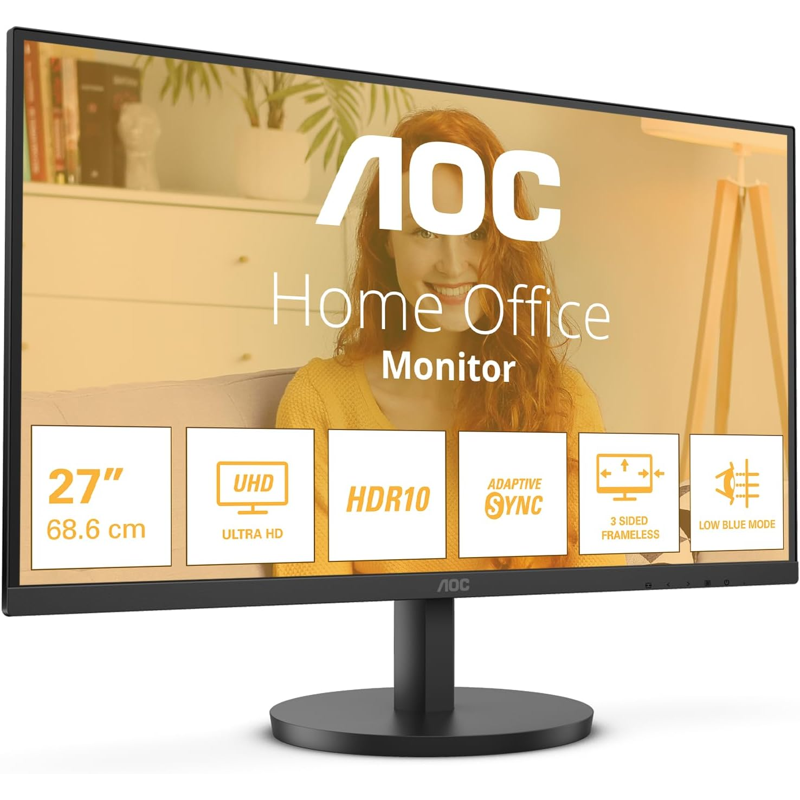 AOC
Home Office
Monitor
27”
68.6 cm
UHD
ULTRA HD
HDR10
ADAPTIVE
SYNC
3 SIDED
FRAMELESS
LOW BLUE MODE
AOC